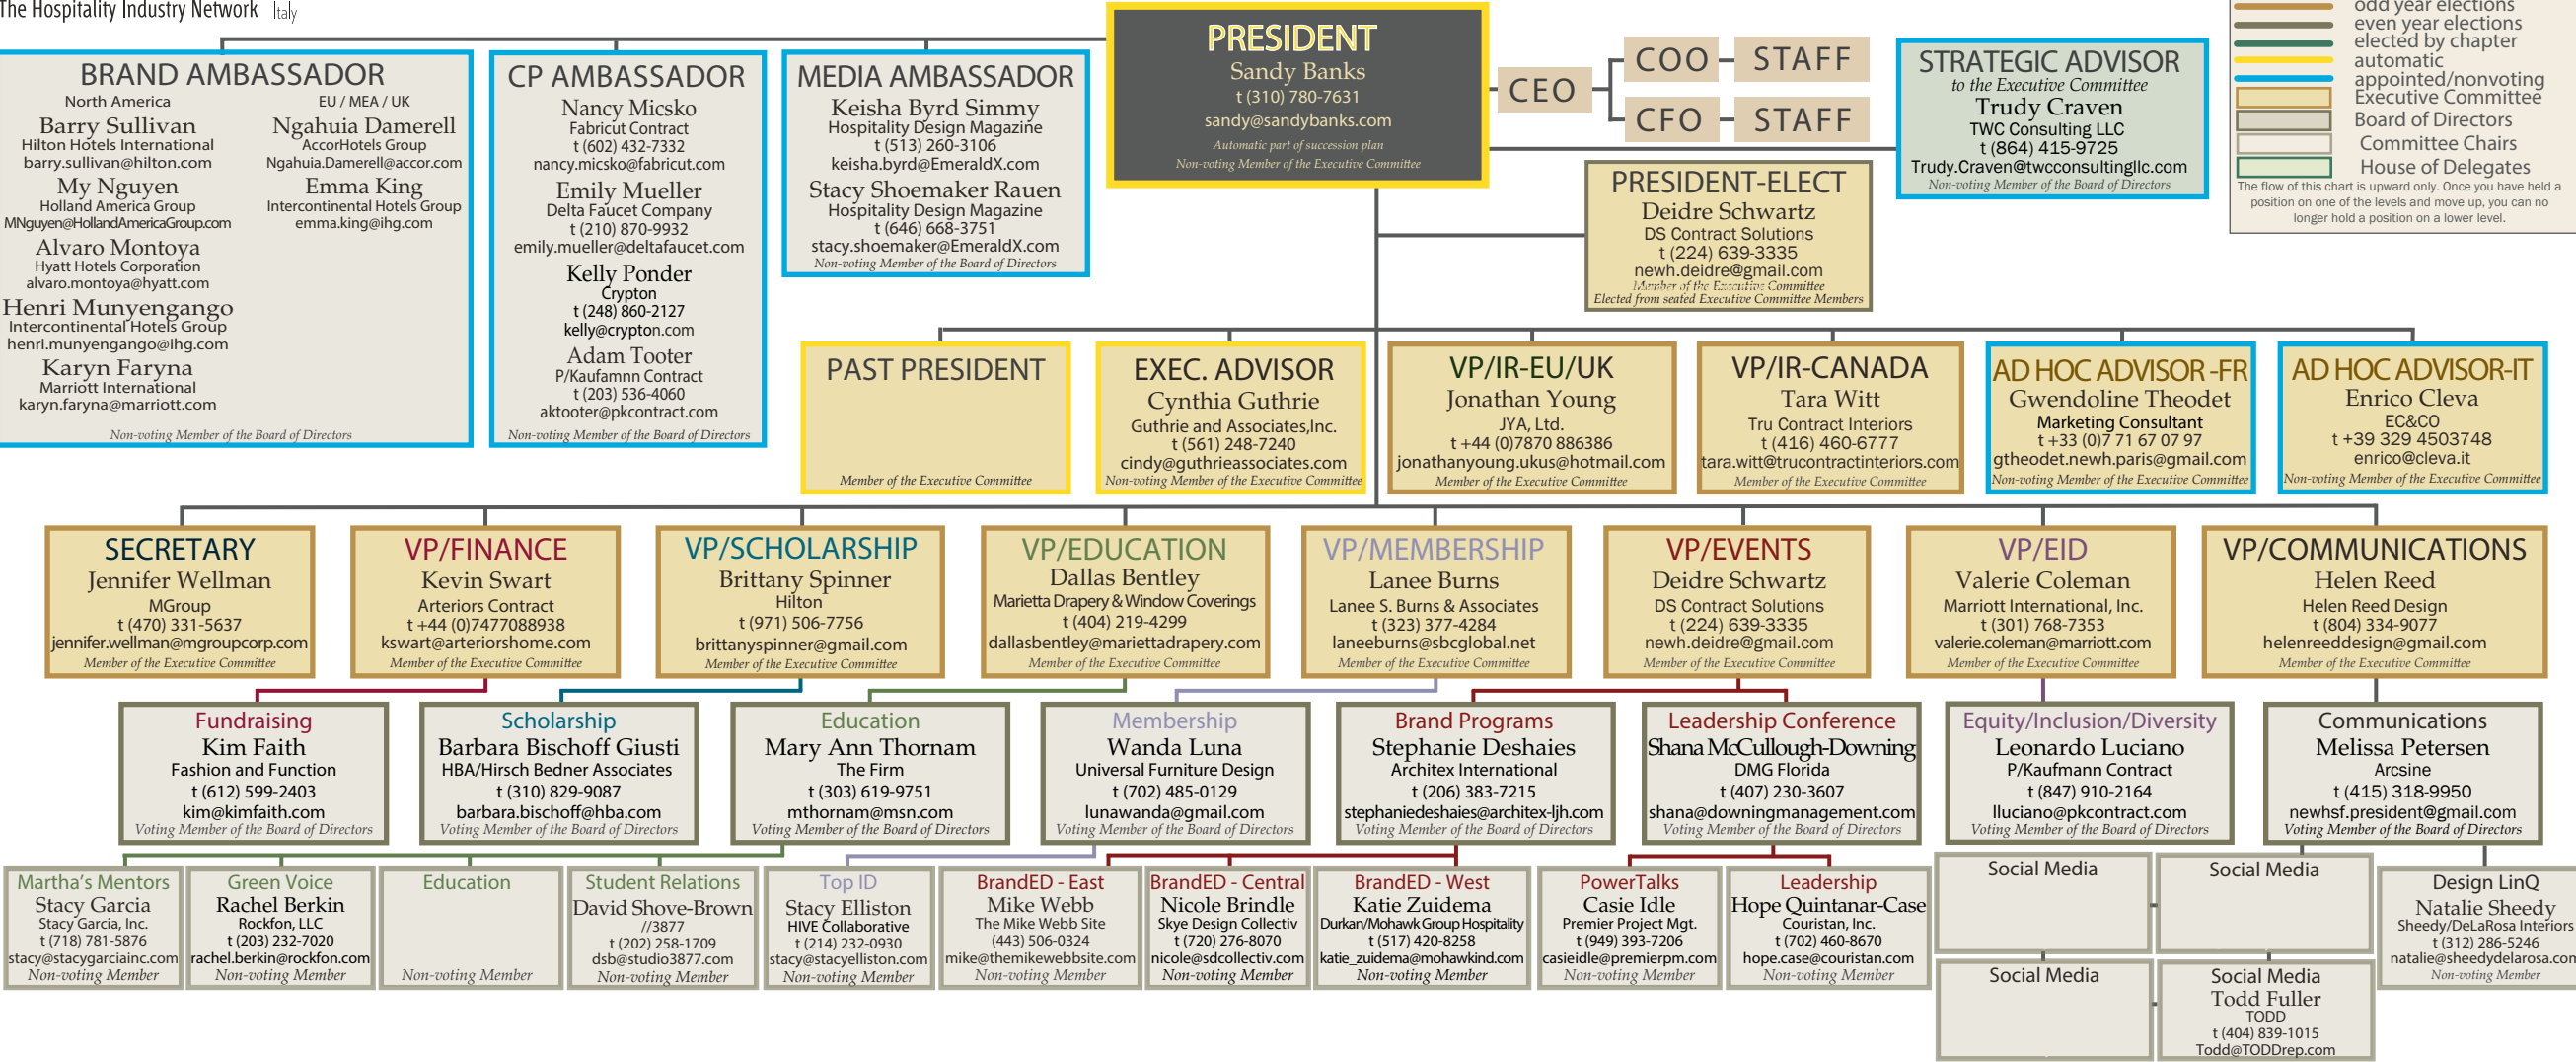 The Hospitality Industry Network Italy
BRAND AMBASSADOR
North America
Barry Sullivan
Hilton Hotels International
barry.sullivan@hilton.com
My Nguyen
Holland America Group
MNguyen@HollandAmericaGroup.com
Alvaro Montoya
Hyatt Hotels Corporation
alvaro.montoya@hyatt.com
Henri Munyengango
Intercontinental Hotels Group
henri.munyengango@ihg.com
Karyn Faryna
Marriott International
karyn.faryna@marriott.com
EU / MEA / UK
Ngahuia Damerell
AccorHotels Group
Ngahuia.Damerell@accor.com
Emma King
Intercontinental Hotels Group
emma.king@ihg.com
Non-voting Member of the Board of Directors
CP AMBASSADOR
Nancy Micsko
Fabricut Contract
t (602) 432-7332
nancy.micsko@fabricut.com
Emily Mueller
Delta Faucet Company
t (210) 870-9932
emily.mueller@deltafaucet.com
Kelly Ponder
Crypton
t (248) 860-2127
kelly@crypton.com
Adam Tooter
P/Kaufamnn Contract
t (203) 536-4060
aktooter@pkcontract.com
Non-voting Member of the Board of Directors
MEDIA AMBASSADOR
Keisha Byrd Simmy
Hospitality Design Magazine
t (513) 260-3106
keisha.byrd@EmeraldX.com
Stacy Shoemaker Rauen
Hospitality Design Magazine
t (646) 668-3751
stacy.shoemaker@EmeraldX.com
Non-voting Member of the Board of Directors
PRESIDENT
Sandy Banks
t (310) 780-7631
sandy@sandybanks.com
Automatic part of succession plan
Non-voting Member of the Executive Committee
CEO
COO
STAFF
CFO
STAFF
STRATEGIC ADVISOR
to the Executive Committee
Trudy Craven
TWC Consulting LLC
t (864) 415-9725
Trudy.Craven@twcconsultingllc.com
Non-voting Member of the Board of Directors
odd year elections
even year elections
elected by chapter
automatic
appointed/nonvoting
Executive Committee
Board of Directors
Committee Chairs
House of Delegates
The flow of this chart is upward only. Once you have held a
position on one of the levels and move up, you can no
longer hold a position on a lower level.
PRESIDENT-ELECT
Deidre Schwartz
DS Contract Solutions
t (224) 639-3335
newh.deidre@gmail.com
Member of the Executive Committee
Elected from seated Executive Committee Members
PAST PRESIDENT
Member of the Executive Committee
EXEC. ADVISOR
Cynthia Guthrie
Guthrie and Associates,Inc.
t (561) 248-7240
cindy@guthrieassociates.com
Non-voting Member of the Executive Committee
VP/IR-EU/UK
Jonathan Young
JYA, Ltd.
t +44 (0)7870 886386
jonathanyoung.ukus@hotmail.com
Member of the Executive Committee
VP/IR-CANADA
Tara Witt
Tru Contract Interiors
t (416) 460-6777
tara.witt@trucontractinteriors.com
Member of the Executive Committee
AD HOC ADVISOR -FR
Gwendoline Theodet
Marketing Consultant
t +33 (0)7 71 67 07 97
gtheodet.newh.paris@gmail.com
Non-voting Member of the Executive Committee
AD HOC ADVISOR-IT
Enrico Cleva
EC&CO
t +39 329 4503748
enrico@cleva.it
Non-voting Member of the Executive Committee
SECRETARY
Jennifer Wellman
MGroup
t (470) 331-5637
jennifer.wellman@mgroupcorp.com
Member of the Executive Committee
VP/FINANCE
Kevin Swart
Arteriors Contract
t +44 (0)7477088938
kswart@arteriorshome.com
Member of the Executive Committee
VP/SCHOLARSHIP
Brittany Spinner
Hilton
t (971) 506-7756
brittanyspinner@gmail.com
Member of the Executive Committee
VP/EDUCATION
Dallas Bentley
Marietta Drapery & Window Coverings
t (404) 219-4299
dallasbentley@mariettadrapery.com
Member of the Executive Committee
VP/MEMBERSHIP
Lanee Burns
Lanee S. Burns & Associates
t (323) 377-4284
laneeburns@sbcglobal.net
Member of the Executive Committee
VP/EVENTS
Deidre Schwartz
DS Contract Solutions
t (224) 639-3335
newh.deidre@gmail.com
Member of the Executive Committee
VP/EID
Valerie Coleman
Marriott International, Inc.
t (301) 768-7353
valerie.coleman@marriott.com
Member of the Executive Committee
VP/COMMUNICATIONS
Helen Reed
Helen Reed Design
t (804) 334-9077
helenreeddesign@gmail.com
Member of the Executive Committee
Fundraising
Kim Faith
Fashion and Function
t (612) 599-2403
kim@kimfaith.com
Voting Member of the Board of Directors
Scholarship
Barbara Bischoff Giusti
HBA/Hirsch Bedner Associates
t (310) 829-9087
barbara.bischoff@hba.com
Voting Member of the Board of Directors
Education
Mary Ann Thornam
The Firm
t (303) 619-9751
mthornam@msn.com
Voting Member of the Board of Directors
Membership
Wanda Luna
Universal Furniture Design
t (702) 485-0129
lunawanda@gmail.com
Voting Member of the Board of Directors
Brand Programs
Stephanie Deshaies
Architex International
t (206) 383-7215
stephaniedeshaies@architex-ljh.com
Voting Member of the Board of Directors
Leadership Conference
Shana McCullough-Downing
DMG Florida
t (407) 230-3607
shana@downingmanagement.com
Voting Member of the Board of Directors
Equity/Inclusion/Diversity
Leonardo Luciano
P/Kaufmann Contract
t (847) 910-2164
lluciano@pkcontract.com
Voting Member of the Board of Directors
Communications
Melissa Petersen
Arcsine
t (415) 318-9950
newhsf.president@gmail.com
Voting Member of the Board of Directors
Martha's Mentors
Stacy Garcia
Stacy Garcia, Inc.
t (718) 781-5876
stacy@stacygarciainc.com
Non-voting Member
Green Voice
Rachel Berkin
Rockfon, LLC
t (203) 232-7020
rachel.berkin@rockfon.com
Non-voting Member
Education
Non-voting Member
Student Relations
David Shove-Brown
//3877
t (202) 258-1709
dsb@studio3877.com
Non-voting Member
Top ID
Stacy Elliston
HIVE Collaborative
t (214) 232-0930
stacy@stacyelliston.com
Non-voting Member
BrandED - East
Mike Webb
The Mike Webb Site
(443) 506-0324
mike@themikewebbsite.com
Non-voting Member
BrandED - Central
Nicole Brindle
Skye Design Collectiv
t (720) 276-8070
nicole@sdcollectiv.com
Non-voting Member
BrandED - West
Katie Zuidema
Durkan/Mohawk Group Hospitality
t (517) 420-8258
katie_zuidema@mohawkind.com
Non-voting Member
PowerTalks
Casie Idle
Premier Project Mgt.
t (949) 393-7206
casieidle@premierpm.com
Non-voting Member
Leadership
Hope Quintanar-Case
Couristan, Inc.
t (702) 460-8670
hope.case@couristan.com
Non-voting Member
Social Media
Social Media
Social Media
Social Media
Todd Fuller
TODD
t (404) 839-1015
Todd@TODDrep.com
Design LinQ
Natalie Sheedy
Sheedy/DeLaRosa Interiors
t (312) 286-5246
natalie@sheedydelarosa.com
Non-voting Member